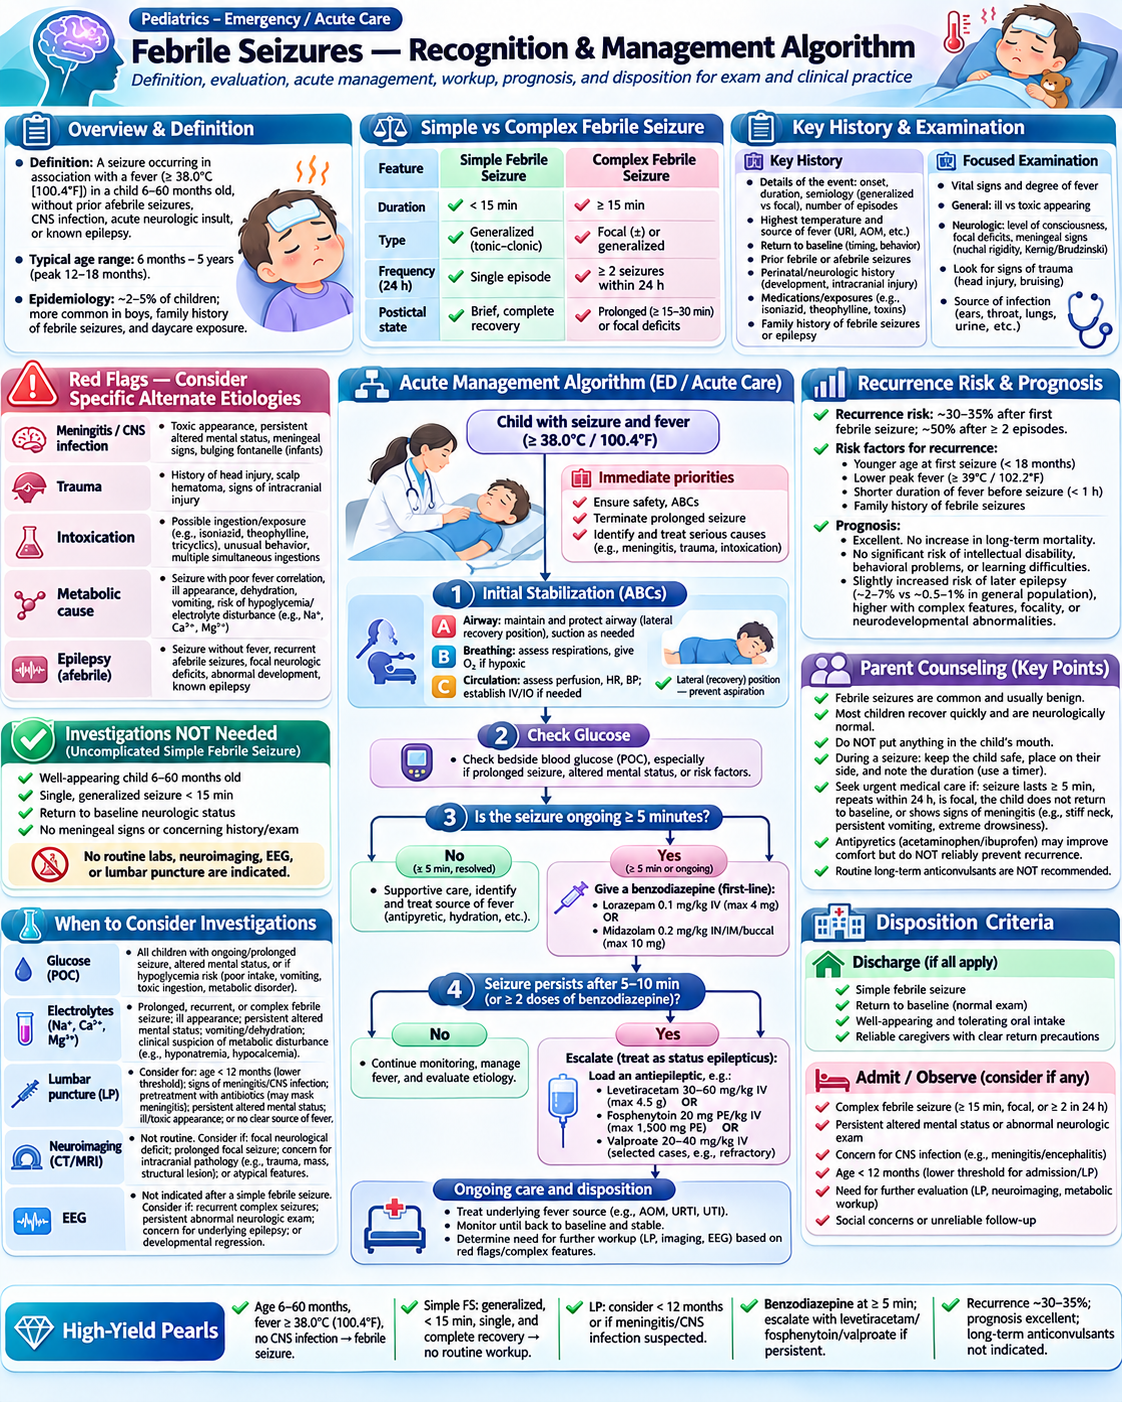 Pediatrics – Emergency / Acute Care
Febrile Seizures — Recognition & Management Algorithm
Definition, evaluation, acute management, workup, prognosis, and disposition for exam and clinical practice
Overview & Definition
Definition: A seizure occurring in
association with a fever (≥ 38.0°C
[100.4°F]) in a child 6–60 months old,
without prior afebrile seizures,
CNS infection, acute neurologic insult,
or known epilepsy.
Typical age range: 6 months – 5 years
(peak 12–18 months).
Epidemiology: ~2–5% of children;
more common in boys, family history
of febrile seizures, and daycare exposure.
Simple vs Complex Febrile Seizure
Feature
Simple Febrile
Seizure
Complex Febrile
Seizure
Duration
< 15 min
≥ 15 min
Type
Generalized
(tonic–clonic)
Focal (±) or
generalized
Frequency
(24 h)
Single episode
≥ 2 seizures
within 24 h
Postictal
state
Brief, complete
recovery
Prolonged (≥ 15–30 min)
or focal deficits
Key History & Examination
Key History
Details of the event: onset,
duration, semiology (generalized
vs focal), number of episodes
Highest temperature and
source of fever (URI, AOM, etc.)
Return to baseline (timing, behavior)
Prior febrile or afebrile seizures
Perinatal/neurologic history
(development, intracranial injury)
Medications/exposures (e.g.,
isoniazid, theophylline, toxins)
Family history of febrile seizures
or epilepsy
Focused Examination
Vital signs and degree of fever
General: ill vs toxic appearing
Neurologic: level of consciousness,
focal deficits, meningeal signs
(nuchal rigidity, Kernig/Brudzinski)
Look for signs of trauma
(head injury, bruising)
Source of infection
(ears, throat, lungs,
urine, etc.)
Red Flags — Consider
Specific Alternate Etiologies
Meningitis / CNS
infection
Toxic appearance, persistent
altered mental status, meningeal
signs, bulging fontanelle (infants)
Trauma
History of head injury, scalp
hematoma, signs of intracranial
injury
Intoxication
Possible ingestion/exposure
(e.g., isoniazid, theophylline,
tricyclics), unusual behavior,
multiple simultaneous ingestions
Metabolic
cause
Seizure with poor fever correlation,
ill appearance, dehydration,
vomiting, risk of hypoglycemia/
electrolyte disturbance (e.g., Na⁺,
Ca²⁺, Mg²⁺)
Epilepsy
(afebrile)
Seizure without fever, recurrent
afebrile seizures, focal neurologic
deficits, abnormal development,
known epilepsy
Investigations NOT Needed
(Uncomplicated Simple Febrile Seizure)
Well-appearing child 6–60 months old
Single, generalized seizure < 15 min
Return to baseline neurologic status
No meningeal signs or concerning history/exam
No routine labs, neuroimaging, EEG,
or lumbar puncture are indicated.
When to Consider Investigations
Glucose
(POC)
All children with ongoing/prolonged
seizure, altered mental status, or if
hypoglycemia risk (poor intake, vomiting,
toxic ingestion, metabolic disorder).
Electrolytes
(Na⁺, Ca²⁺,
Mg²⁺)
Prolonged, recurrent, or complex febrile
seizure; ill appearance; persistent altered
mental status; vomiting/dehydration;
clinical suspicion of metabolic disturbance
(e.g., hyponatremia, hypocalcemia).
Lumbar
puncture (LP)
Consider for: age < 12 months (lower
threshold); signs of meningitis/CNS infection;
pretreatment with antibiotics (may mask
meningitis); persistent altered mental status;
ill/toxic appearance; or no clear source of fever.
Neuroimaging
(CT/MRI)
Not routine. Consider if: focal neurological
deficit; prolonged focal seizure; concern for
intracranial pathology (e.g., trauma, mass,
structural lesion); or atypical features.
EEG
Not indicated after a simple febrile seizure.
Consider if: recurrent complex seizures;
persistent abnormal neurologic exam;
concern for underlying epilepsy; or
developmental regression.
Acute Management Algorithm (ED / Acute Care)
Child with seizure and fever
(≥ 38.0°C / 100.4°F)
Immediate priorities
Ensure safety, ABCs
Terminate prolonged seizure
Identify and treat serious causes
(e.g., meningitis, trauma, intoxication)
1 Initial Stabilization (ABCs)
A Airway: maintain and protect airway (lateral
recovery position), suction as needed
B Breathing: assess respirations, give
O₂ if hypoxic
C Circulation: assess perfusion, HR, BP;
establish IV/IO if needed
Lateral (recovery) position
— prevent aspiration
2 Check Glucose
Check bedside blood glucose (POC), especially
if prolonged seizure, altered mental status, or risk factors.
3 Is the seizure ongoing ≥ 5 minutes?
No
(≤ 5 min, resolved)
Supportive care, identify
and treat source of fever
(antipyretic, hydration, etc.).
Yes
(≥ 5 min or ongoing)
Give a benzodiazepine (first-line):
Lorazepam 0.1 mg/kg IV (max 4 mg)
OR
Midazolam 0.2 mg/kg IN/IM/buccal
(max 10 mg)
4 Seizure persists after 5–10 min
(or ≥ 2 doses of benzodiazepine)?
No
Continue monitoring, manage
fever, and evaluate etiology.
Yes
Escalate (treat as status epilepticus):
Load an antiepileptic, e.g.:
Levetiracetam 30–60 mg/kg IV
(max 4.5 g) OR
Fosphenytoin 20 mg PE/kg IV
(max 1,500 mg PE) OR
Valproate 20–40 mg/kg IV
(selected cases, e.g., refractory)
Ongoing care and disposition
Treat underlying fever source (e.g., AOM, URTI, UTI).
Monitor until back to baseline and stable.
Determine need for further workup (LP, imaging, EEG) based on
red flags/complex features.
Recurrence Risk & Prognosis
Recurrence risk: ~30–35% after first
febrile seizure; ~50% after ≥ 2 episodes.
Risk factors for recurrence:
Younger age at first seizure (< 18 months)
Lower peak fever (≥ 39°C / 102.2°F)
Shorter duration of fever before seizure (< 1 h)
Family history of febrile seizures
Prognosis:
Excellent. No increase in long-term mortality.
No significant risk of intellectual disability,
behavioral problems, or learning difficulties.
Slightly increased risk of later epilepsy
(~2–7% vs ~0.5–1% in general population),
higher with complex features, focality, or
neurodevelopmental abnormalities.
Parent Counseling (Key Points)
Febrile seizures are common and usually benign.
Most children recover quickly and are neurologically
normal.
Do NOT put anything in the child's mouth.
During a seizure: keep the child safe, place on their
side, and note the duration (use a timer).
Seek urgent medical care if: seizure lasts ≥ 5 min,
repeats within 24 h, is focal, the child does not return
to baseline, or shows signs of meningitis (e.g., stiff neck,
persistent vomiting, extreme drowsiness).
Antipyretics (acetaminophen/ibuprofen) may improve
comfort but do NOT reliably prevent recurrence.
Routine long-term anticonvulsants are NOT recommended.
Disposition Criteria
Discharge (if all apply)
Simple febrile seizure
Return to baseline (normal exam)
Well-appearing and tolerating oral intake
Reliable caregivers with clear return precautions
Admit / Observe (consider if any)
Complex febrile seizure (≥ 15 min, focal, or ≥ 2 in 24 h)
Persistent altered mental status or abnormal neurologic
exam
Concern for CNS infection (e.g., meningitis/encephalitis)
Age < 12 months (lower threshold for admission/LP)
Need for further evaluation (LP, neuroimaging, metabolic
workup)
Social concerns or unreliable follow-up
High-Yield Pearls
Age 6–60 months,
fever ≥ 38.0°C (100.4°F),
no CNS infection → febrile
seizure.
Simple FS: generalized,
< 15 min, single, and
complete recovery →
no routine workup.
LP: consider < 12 months
or if meningitis/CNS
infection suspected.
Benzodiazepine at ≥ 5 min;
escalate with levetiracetam/
fosphenytoin/valproate if
persistent.
Recurrence ~30–35%;
prognosis excellent;
long-term anticonvulsants
not indicated.